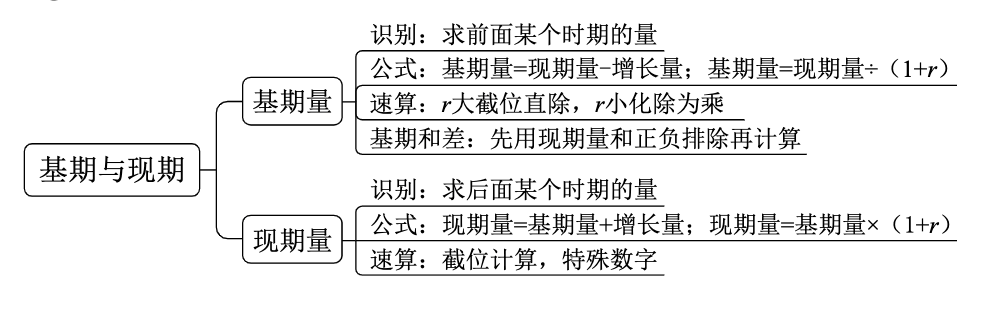 识别：求前面某个时期的量
公式：基期量=现期量-增长量；基期量=现期量÷（1+r）
基期量
速算：r大截位直除，r小化除为乘
基期和差：先用现期量和正负排除再计算
基期与现期
识别：求后面某个时期的量
公式：现期量=基期量+增长量；现期量=基期量×（1+r）
现期量
速算：截位计算，特殊数字